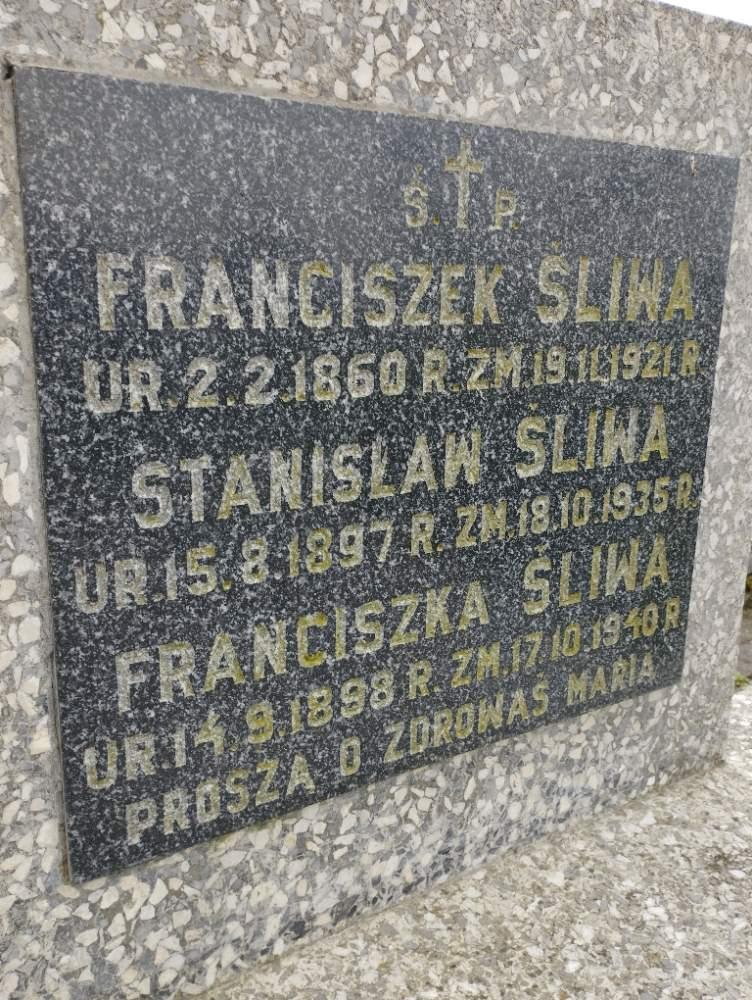 Ś. P.
FRANCISZEK ŚLIWA
UR. 2. 2. 1860 R. ZM. 19. 11. 1921. R.
STANISŁAW ŚLIWA
UR. 15. 8. 1897 R. ZM. 18. 10. 1935 R.
FRANCISZKA ŚLIWA
UR. 14. 9. 1898 R. ZM. 17. 10. 1940 R.
PROSZA O ZDROWAŚ MARIA